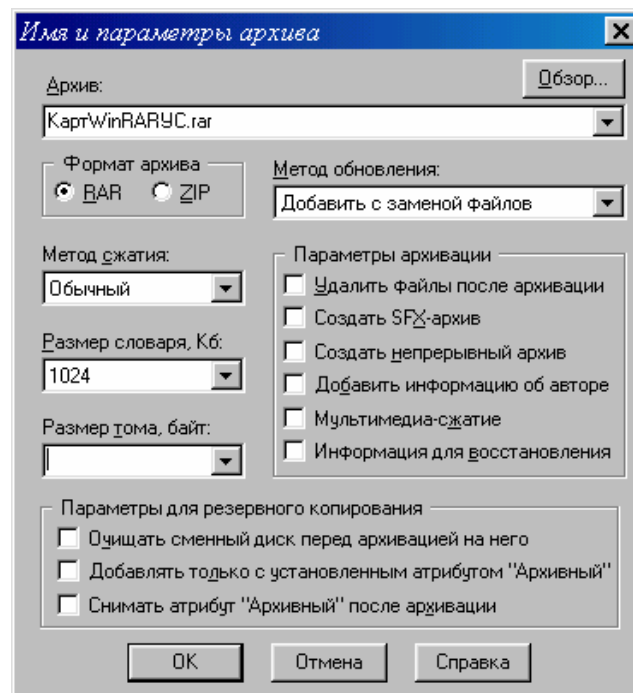 Имя и параметры архива
Архив:
Обзор...
КартWinRARУС.rar
Формат архива
RAR ZIP
Метод обновления:
Добавить с заменой файлов
Метод сжатия:
Обычный
Размер словаря, Кб:
1024
Размер тома, байт:
Параметры архивации
Удалить файлы после архивации
Создать SFX-архив
Создать непрерывный архив
Добавить информацию об авторе
Мультимедиа-сжатие
Информация для восстановления
Параметры для резервного копирования
Очищать сменный диск перед архивацией на него
Добавлять только с установленным атрибутом "Архивный"
Снимать атрибут "Архивный" после архивации
OK Отмена Справка